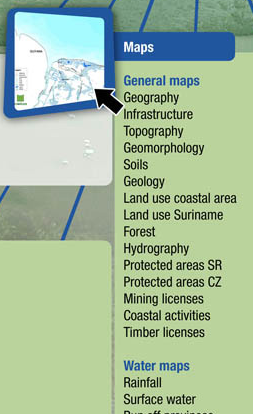 Maps
General maps
Geography
Infrastructure
Topography
Geomorphology
Soils
Geology
Land use coastal area
Land use Suriname
Forest
Hydrography
Protected areas SR
Protected areas CZ
Mining licenses
Coastal activities
Timber licenses
Water maps
Rainfall
Surface water
Run off provinces